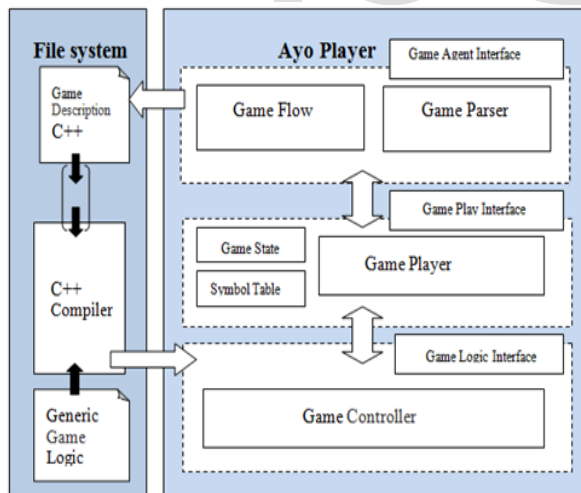 File system
Game
Description
C++
C++
Compiler
Generic
Game
Logic
Ayo Player
Game Agent Interface
Game Flow
Game Parser
Game Play Interface
Game State
Symbol Table
Game Player
Game Logic Interface
Game Controller